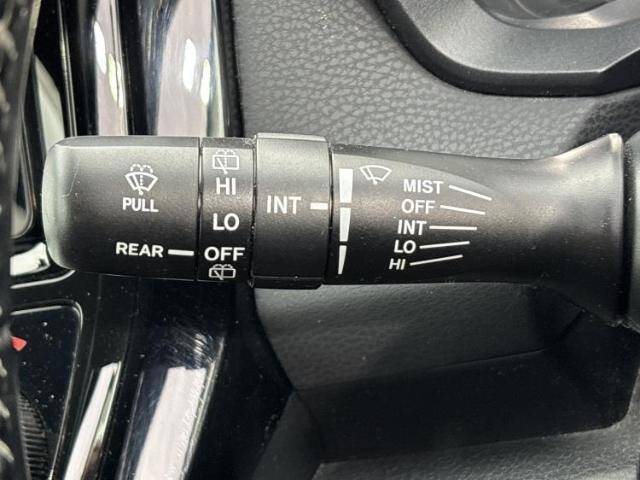 PULL
REAR
HI
LO
OFF
INT
MIST
OFF
INT
LO
HI